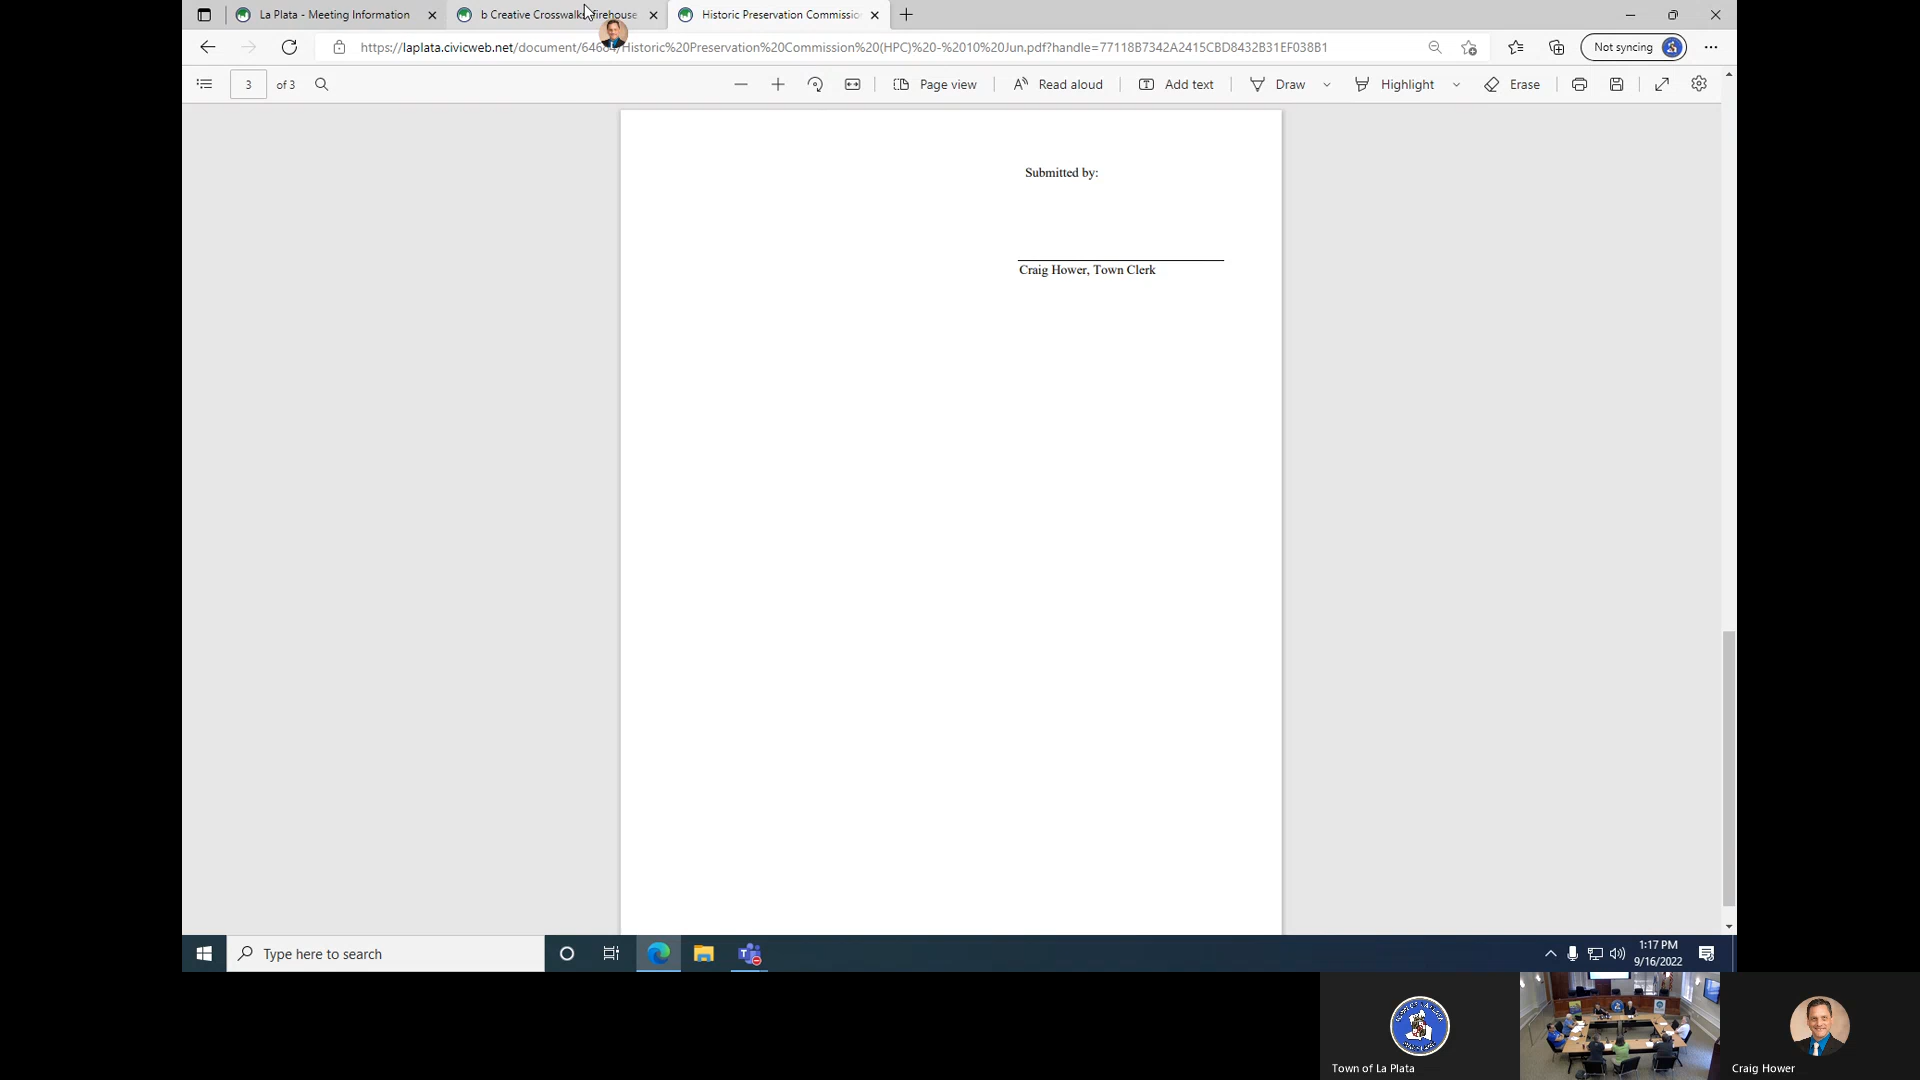 La Plata - Meeting Information
b Creative Crosswalks firehouse
Historic Preservation Commissio
https://laplata.civicweb.net/document/64664/Historic%20Preservation%20Commission%20(HPC)%20-%2010%20Jun.pdf?handle=77118B7342A2415CBD8432B31EF038B1
Not syncing
3 of 3
Page view
Read aloud
Add text
Draw
Highlight
Erase
Submitted by:
Craig Hower, Town Clerk
Type here to search
1:17 PM
9/16/2022
Town of La Plata
Craig Hower